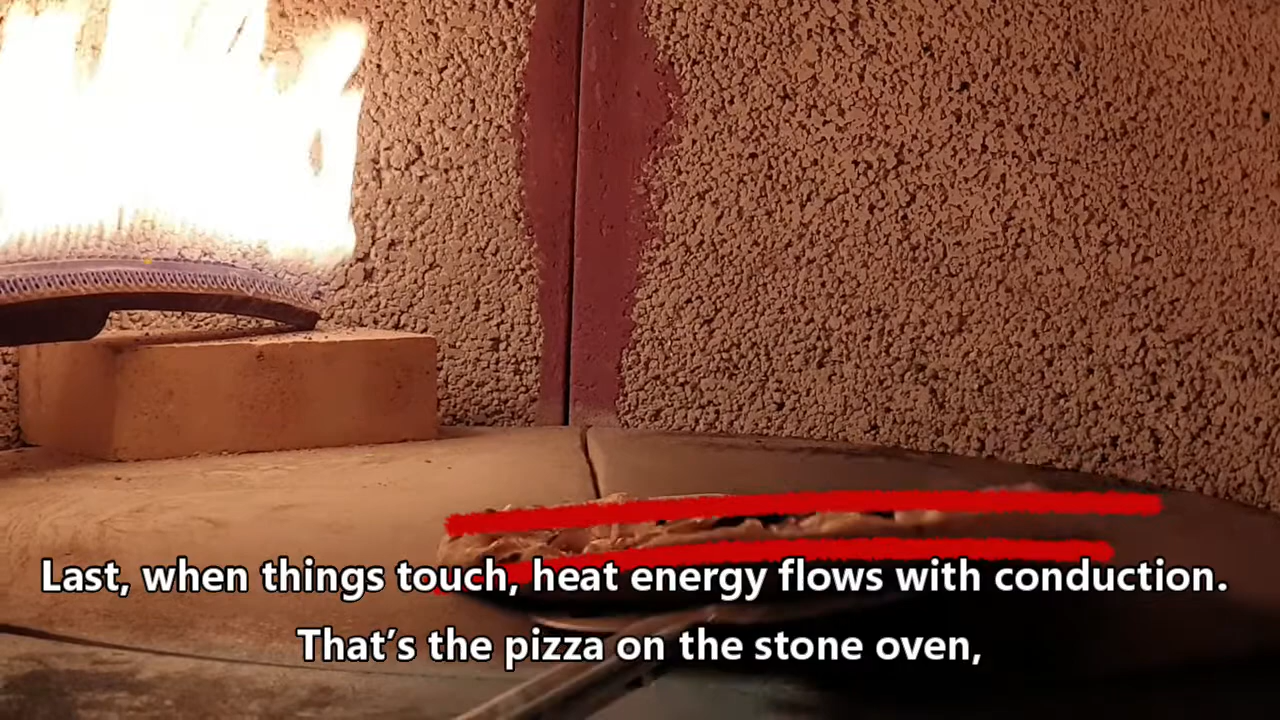 Last, when things touch, heat energy flows with conduction.
That’s the pizza on the stone oven,